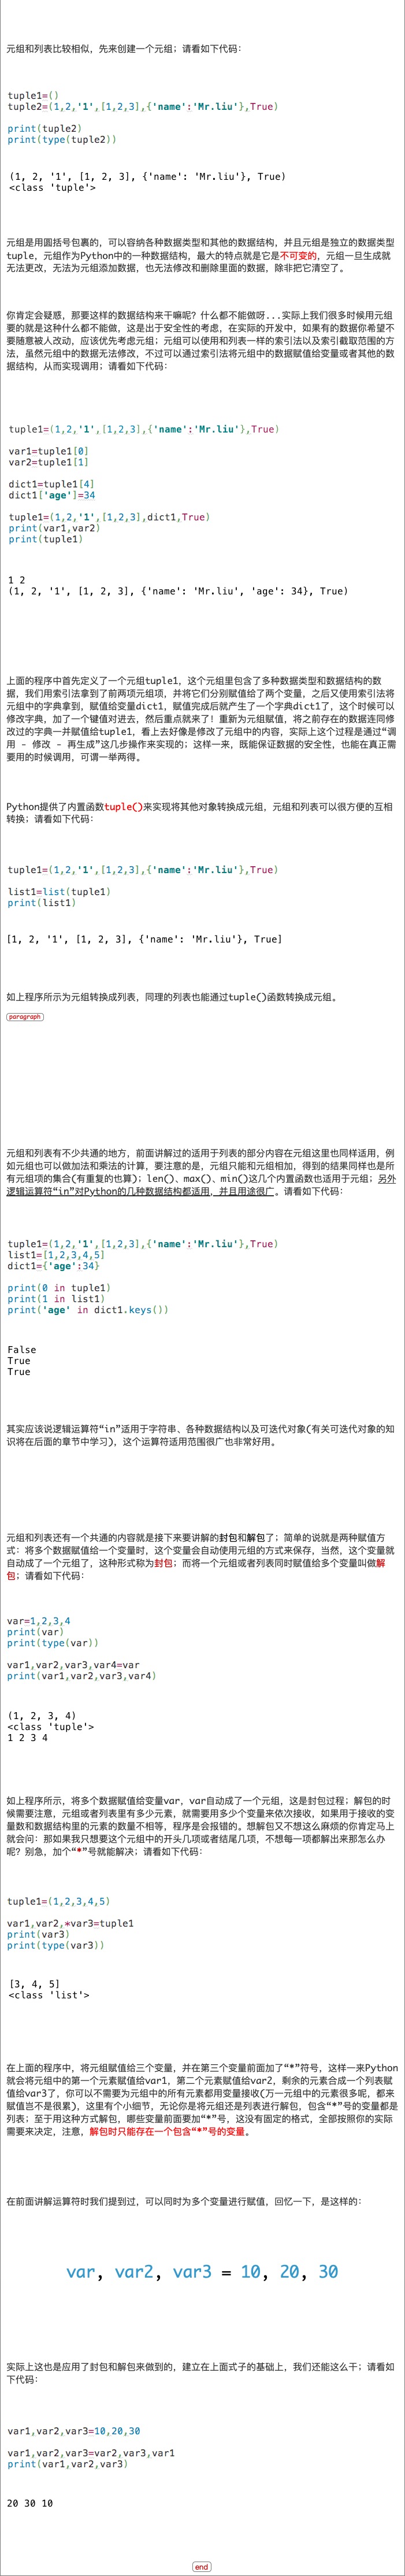 元组和列表比较相似，先来创建一个元组；请看如下代码：
tuple1=()
tuple2=(1,2,'1',[1,2,3],{'name':'Mr.liu'},True)
print(tuple2)
print(type(tuple2))
(1, 2, '1', [1, 2, 3], {'name': 'Mr.liu'}, True)
<class 'tuple'>
元组是用圆括号包裹的，可以容纳各种数据类型和其他的数据结构，并且元组是独立的数据类型
tuple，元组作为Python中的一种数据结构，最大的特点就是它是不可变的，元组一旦生成就
无法更改，无法为元组添加数据，也无法修改和删除里面的数据，除非把它清空了。
你肯定会疑惑，那要这样的数据结构来干嘛呢？什么都不能做呀...实际上我们很多时候用元组
要的就是这种什么都不能做，这是出于安全性的考虑，在实际的开发中，如果有的数据你希望不
要随意被人改动，应该优先考虑元组；元组可以使用和列表一样的索引法以及索引截取范围的方
法，虽然元组中的数据无法修改，不过可以通过索引法将元组中的数据赋值给变量或者其他的数
据结构，从而实现调用；请看如下代码：
tuple1=(1,2,'1',[1,2,3],{'name':'Mr.liu'},True)
var1=tuple1[0]
var2=tuple1[1]
dict1=tuple1[4]
dict1['age']=34
tuple1=(1,2,'1',[1,2,3],dict1,True)
print(var1,var2)
print(tuple1)
1 2
(1, 2, '1', [1, 2, 3], {'name': 'Mr.liu', 'age': 34}, True)
上面的程序中首先定义了一个元组tuple1，这个元组里包含了多种数据类型和数据结构的数
据，我们用索引法拿到了前两项元组项，并将它们分别赋值给了两个变量，之后又使用索引法将
元组中的字典拿到，赋值给变量dict1，赋值完成后就产生了一个字典dict1了，这个时候可以
修改字典，加了一个键值对进去，然后重点就来了！重新为元组赋值，将之前存在的数据连同修
改过的字典一并赋值给tuple1，看上去好像是修改了元组中的内容，实际上这个过程是通过“调
用 - 修改 - 再生成”这几步操作来实现的；这样一来，既能保证数据的安全性，也能在真正需
要用的时候调用，可谓一举两得。
Python提供了内置函数tuple()来实现将其他对象转换成元组，元组和列表可以很方便的互相
转换；请看如下代码：
tuple1=(1,2,'1',[1,2,3],{'name':'Mr.liu'},True)
list1=list(tuple1)
print(list1)
[1, 2, '1', [1, 2, 3], {'name': 'Mr.liu'}, True]
如上程序所示为元组转换成列表，同理的列表也能通过tuple()函数转换成元组。
paragraph
元组和列表有不少共通的地方，前面讲解过的适用于列表的部分内容在元组这里也同样适用，例
如元组也可以做加法和乘法的计算，要注意的是，元组只能和元组相加，得到的结果同样也是所
有元组项的集合(有重复的也算)；len()、max()、min()这几个内置函数也适用于元组；另外
逻辑运算符“in”对Python的几种数据结构都适用，并且用途很广。请看如下代码：
tuple1=(1,2,'1',[1,2,3],{'name':'Mr.liu'},True)
list1=[1,2,3,4,5]
dict1={'age':34}
print(0 in tuple1)
print(1 in list1)
print('age' in dict1.keys())
False
True
True
其实应该说逻辑运算符“in”适用于字符串、各种数据结构以及可迭代对象(有关可迭代对象的知
识将在后面的章节中学习)，这个运算符适用范围很广也非常好用。
元组和列表还有一个共通的内容就是接下来要讲解的封包和解包了；简单的说就是两种赋值方
式：将多个数据赋值给一个变量时，这个变量会自动使用元组的方式来保存，当然，这个变量就
自动成了一个元组了，这种形式称为封包；而将一个元组或者列表同时赋值给多个变量叫做解
包；请看如下代码：
var=1,2,3,4
print(var)
print(type(var))
var1,var2,var3,var4=var
print(var1,var2,var3,var4)
(1, 2, 3, 4)
<class 'tuple'>
1 2 3 4
如上程序所示，将多个数据赋值给变量var，var自动成了一个元组，这是封包过程；解包的时
候需要注意，元组或者列表里有多少元素，就需要用多少个变量来依次接收，如果用于接收的变
量数和数据结构里的元素的数量不相等，程序是会报错的。想解包又不想这么麻烦的你肯定马上
就会问：那如果我只想要这个元组中的开头几项或者结尾几项，不想每一项都解出来那怎么办
呢？别急，加个“*”号就能解决；请看如下代码：
tuple1=(1,2,3,4,5)
var1,var2,*var3=tuple1
print(var3)
print(type(var3))
[3, 4, 5]
<class 'list'>
在上面的程序中，将元组赋值给三个变量，并在第三个变量前面加了“*”符号，这样一来Python
就会将元组中的第一个元素赋值给var1，第二个元素赋值给var2，剩余的元素合成一个列表赋
值给var3了，你可以不需要为元组中的所有元素都用变量接收(万一元组中的元素很多呢，都来
赋值岂不是很累)，这里有个小细节，无论你是将元组还是列表进行解包，包含“*”号的变量都是
列表；至于用这种方式解包，哪些变量前面要加“*”号，这没有固定的格式，全部按照你的实际
需要来决定，注意，解包时只能存在一个包含“*”号的变量。
在前面讲解运算符时我们提到过，可以同时为多个变量进行赋值，回忆一下，是这样的：
var, var2, var3 = 10, 20, 30
实际上这也是应用了封包和解包来做到的，建立在上面式子的基础上，我们还能这么干；请看如
下代码：
var1,var2,var3=10,20,30
var1,var2,var3=var2,var3,var1
print(var1,var2,var3)
20 30 10
end